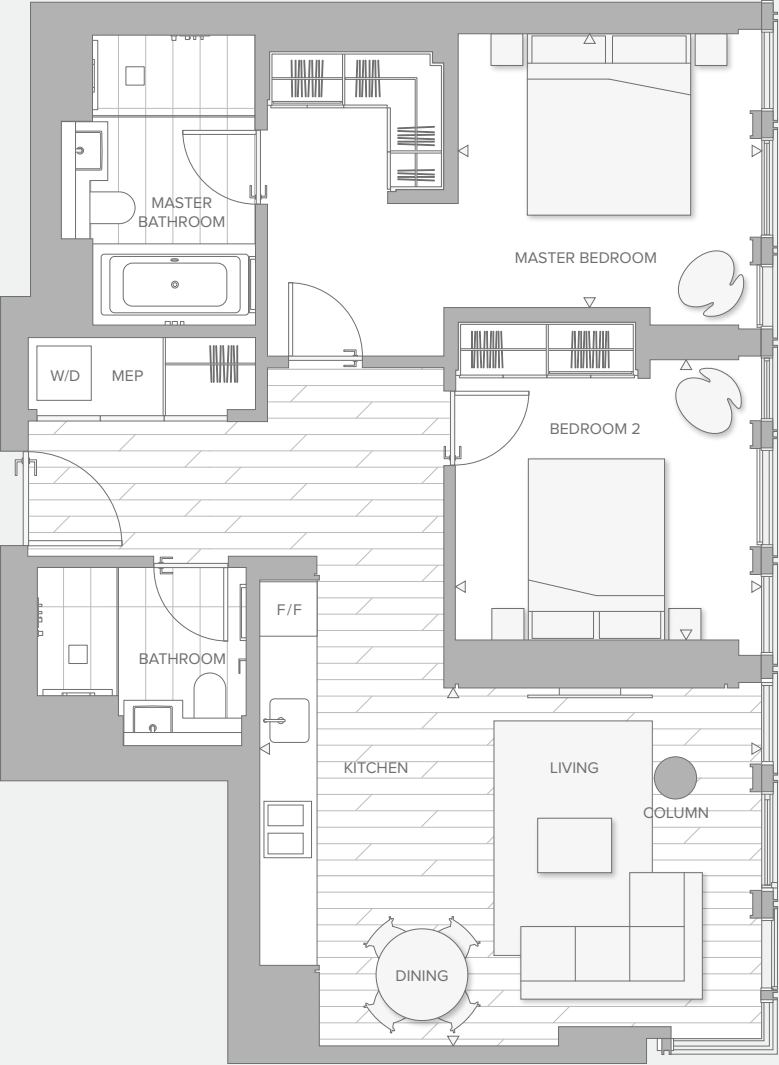 MASTER
BATHROOM
MASTER BEDROOM
W/D
MEP
BEDROOM 2
F/F
BATHROOM
KITCHEN
LIVING
COLUMN
DINING